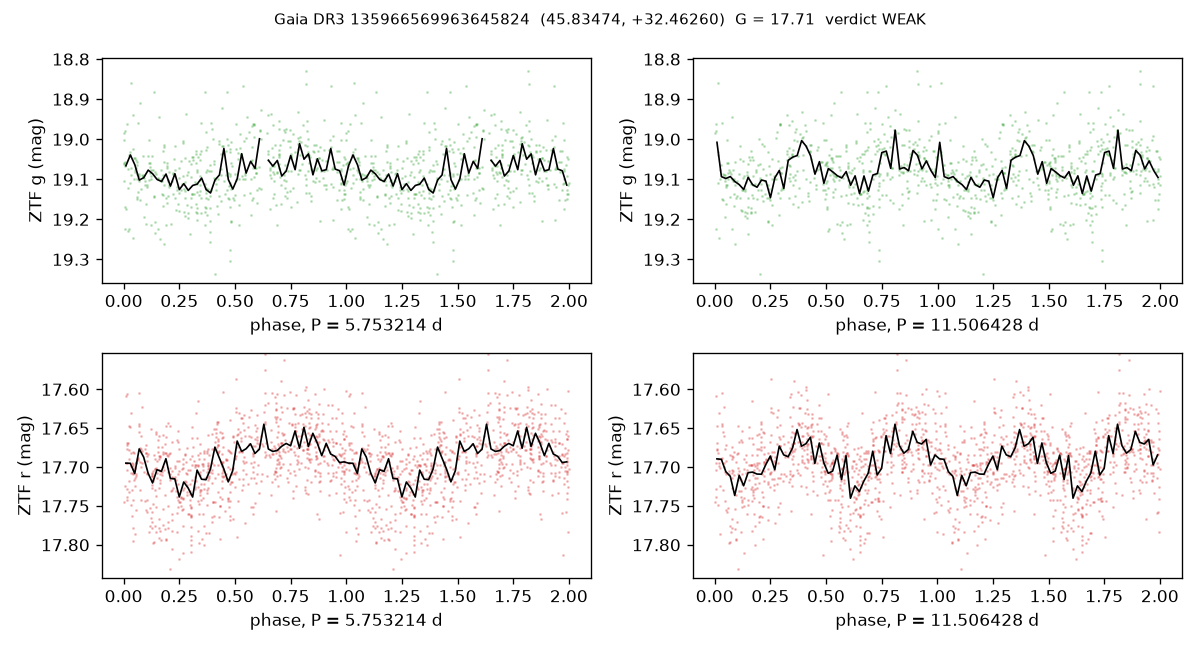 Gaia DR3 135966569963645824  (45.83474, +32.46260)  G = 17.71  verdict WEAK
ZTF g (mag)
18.8
18.9
19.0
19.1
19.2
19.3
0.00 0.25 0.50 0.75 1.00 1.25 1.50 1.75 2.00
phase, P = 5.753214 d
ZTF g (mag)
18.8
18.9
19.0
19.1
19.2
19.3
0.00 0.25 0.50 0.75 1.00 1.25 1.50 1.75 2.00
phase, P = 11.506428 d
ZTF r (mag)
17.60
17.65
17.70
17.75
17.80
0.00 0.25 0.50 0.75 1.00 1.25 1.50 1.75 2.00
phase, P = 5.753214 d
ZTF r (mag)
17.60
17.65
17.70
17.75
17.80
0.00 0.25 0.50 0.75 1.00 1.25 1.50 1.75 2.00
phase, P = 11.506428 d